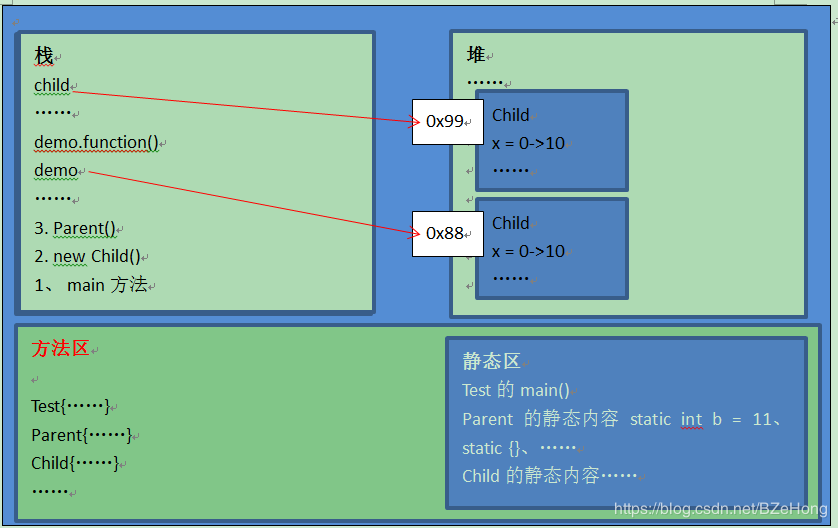 栈
child
······
demo.function()
demo
······
3. Parent()
2. new Child()
1、 main 方法
堆
······
0x99
Child
x = 0->10
······
0x88
Child
x = 0->10
······
方法区
Test{······}
Parent{······}
Child{······}
······
静态区
Test 的 main()
Parent 的静态内容 static int b = 11、
static {}、······
Child 的静态内容······
https://blog.csdn.net/BZeHong